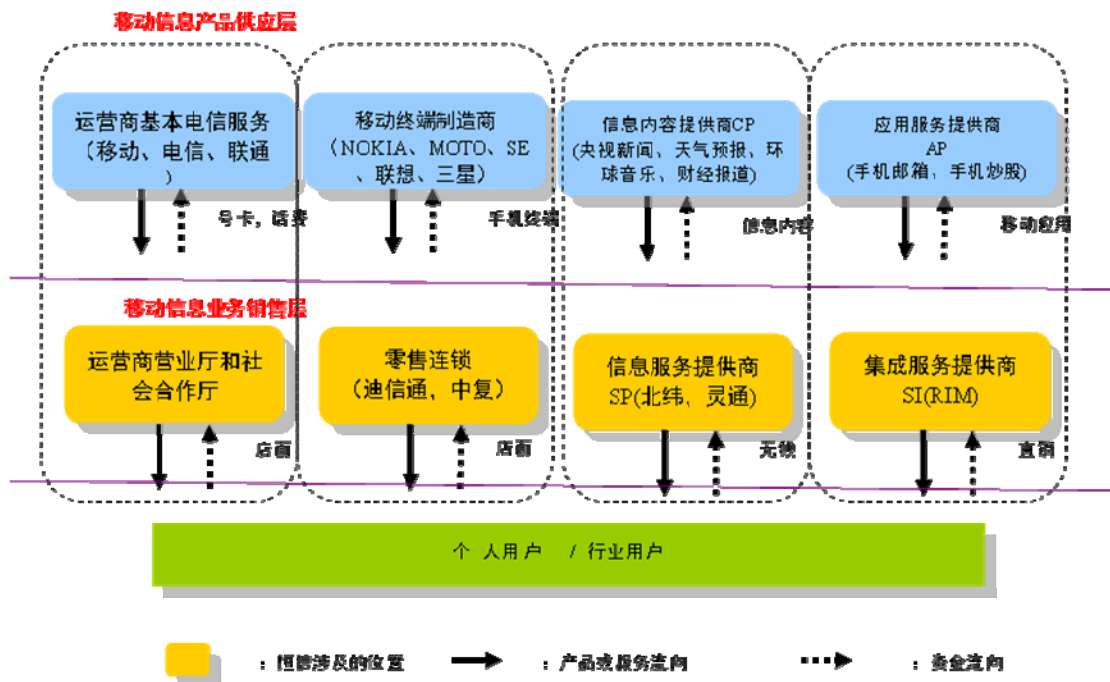 移动信息产品供应层
运营商基本电信服务
（移动、电信、联通
）
移动终端制造商
（NOKIA、MOTO、SE
、联想、三星）
信息内容提供商CP
(央视新闻、天气预报、环
球音乐、财经报道)
应用服务提供商
AP
(手机邮箱，手机炒股)
号卡，话费
手机终端
信息内容
移动应用
移动信息业务销售层
运营商营业厅和社
会合作厅
零售连锁
（迪信通，中复）
信息服务提供商
SP(北纬、灵通)
集成服务提供商
SI(RIM)
店面
店面
无线
直销
个 人用户 / 行业用户
：恒信涉及的位置
：产品或服务流向
：资金流向